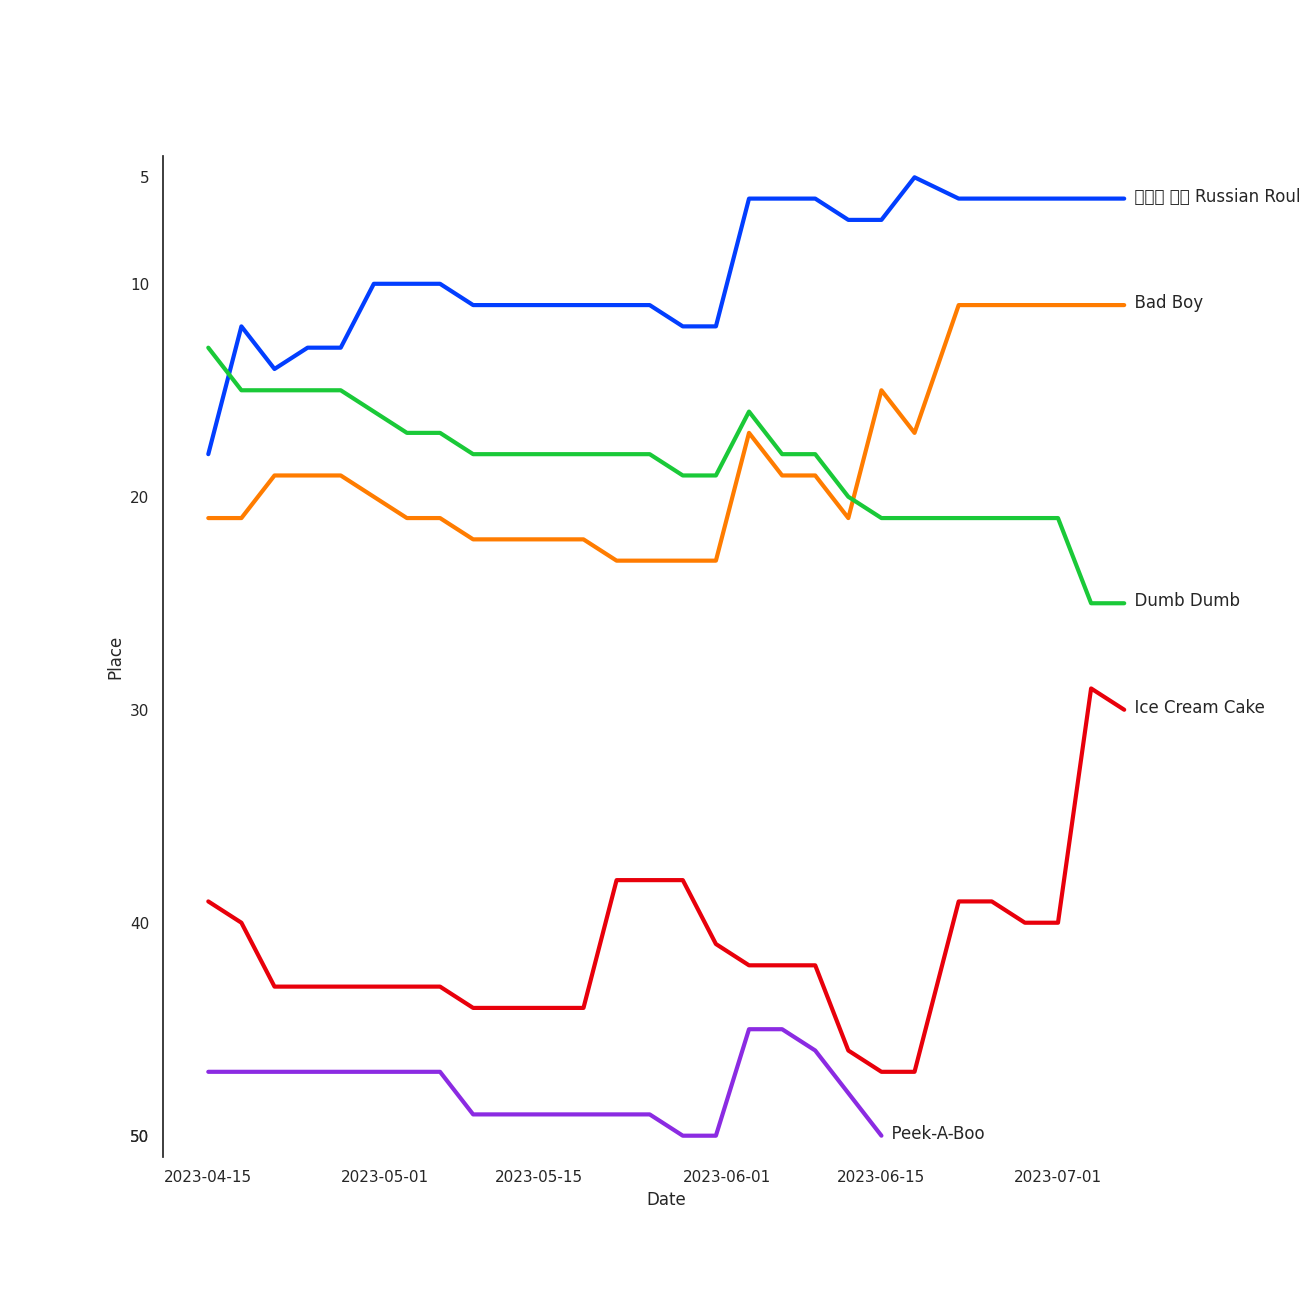 5
10
20
30
40
50
Place
2023-04-15
2023-05-01
2023-05-15
2023-06-01
2023-06-15
2023-07-01
Date
Russian Roul
Bad Boy
Dumb Dumb
Ice Cream Cake
Peek-A-Boo